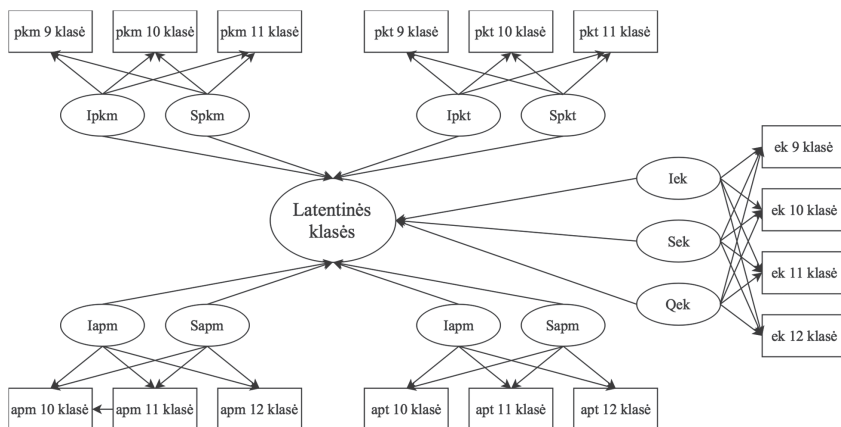 pkm 9 klasė
pkm 10 klasė
pkm 11 klasė
pkt 9 klasė
pkt 10 klasė
pkt 11 klasė
Ipkm
Spkm
Ipkt
Spkt
ek 9 klasė
Iek
Latentinės
klasės
ek 10 klasė
Sek
ek 11 klasė
Qek
Iapm
Sapm
Iapm
Sapm
ek 12 klasė
apm 10 klasė
apm 11 klasė
apm 12 klasė
apt 10 klasė
apt 11 klasė
apt 12 klasė